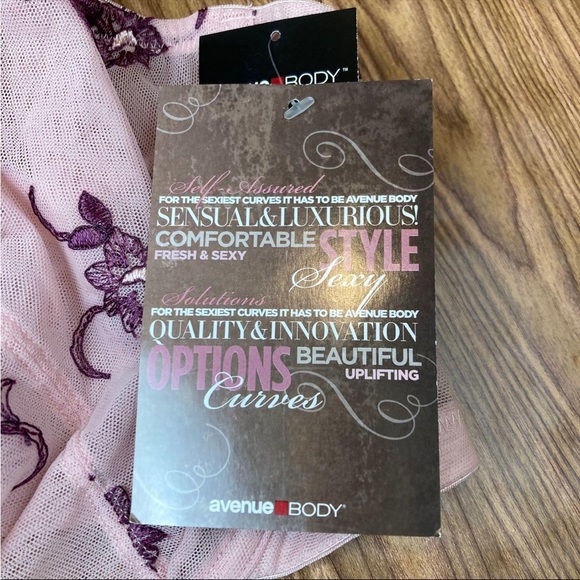 BODY™
Self-Assured
FOR THE SEXIEST CURVES IT HAS TO BE AVENUE BODY
SENSUAL&LUXURIOUS!
COMFORTABLE STYLE
FRESH & SEXY
Sexy
Solutions
FOR THE SEXIEST CURVES IT HAS TO BE AVENUE BODY
QUALITY&INNOVATION
OPTIONS BEAUTIFUL
UPLIFTING
Curves
avenue BODY®